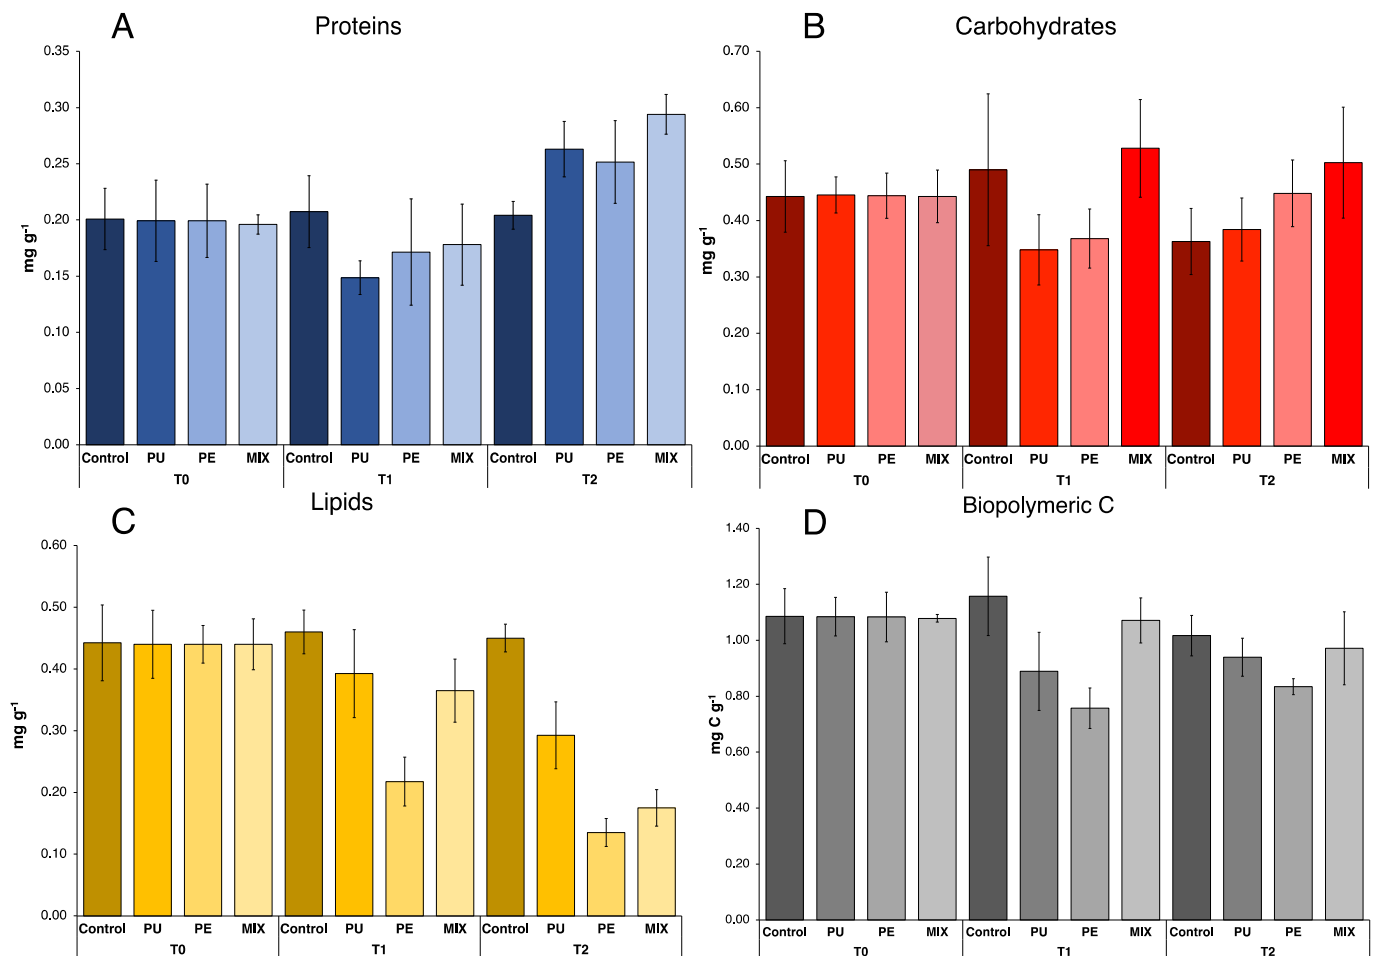 A
Proteins
0.35
0.30
0.25
0.20
0.15
0.10
0.05
0.00
mg g-1
Control PU PE MIX Control PU PE MIX Control PU PE MIX
T0 T1 T2
B
Carbohydrates
0.70
0.60
0.50
0.40
0.30
0.20
0.10
0.00
mg g-1
Control PU PE MIX Control PU PE MIX Control PU PE MIX
T0 T1 T2
C
Lipids
0.60
0.50
0.40
0.30
0.20
0.10
0.00
mg g-1
Control PU PE MIX Control PU PE MIX Control PU PE MIX
T0 T1 T2
D
Biopolymeric C
1.40
1.20
1.00
0.80
0.60
0.40
0.20
0.00
mg C g-1
Control PU PE MIX Control PU PE MIX Control PU PE MIX
T0 T1 T2